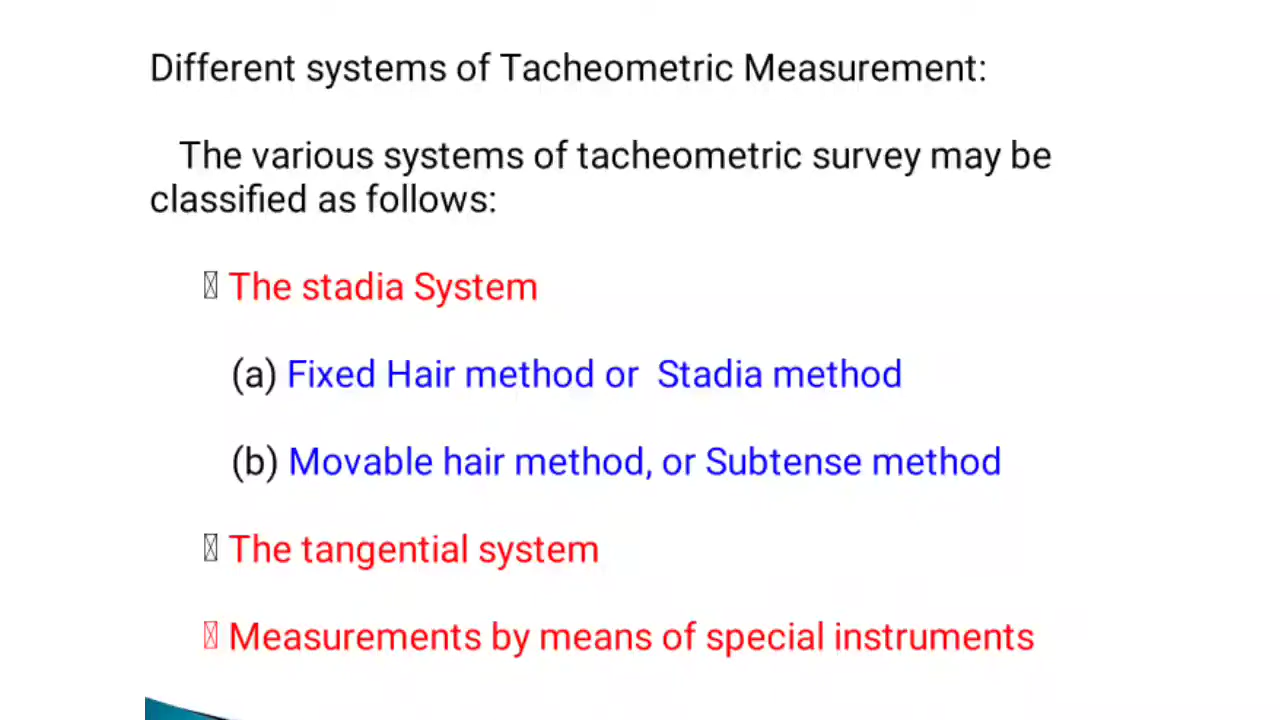 Different systems of Tacheometric Measurement:
The various systems of tacheometric survey may be
classified as follows:
The stadia System
(a) Fixed Hair method or  Stadia method
(b) Movable hair method, or Subtense method
The tangential system
Measurements by means of special instruments